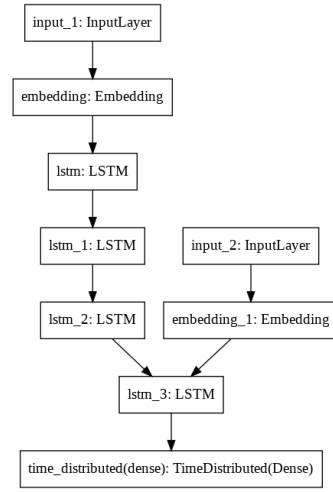 input_1: InputLayer
embedding: Embedding
lstm: LSTM
lstm_1: LSTM
input_2: InputLayer
lstm_2: LSTM
embedding_1: Embedding
lstm_3: LSTM
time_distributed(dense): TimeDistributed(Dense)